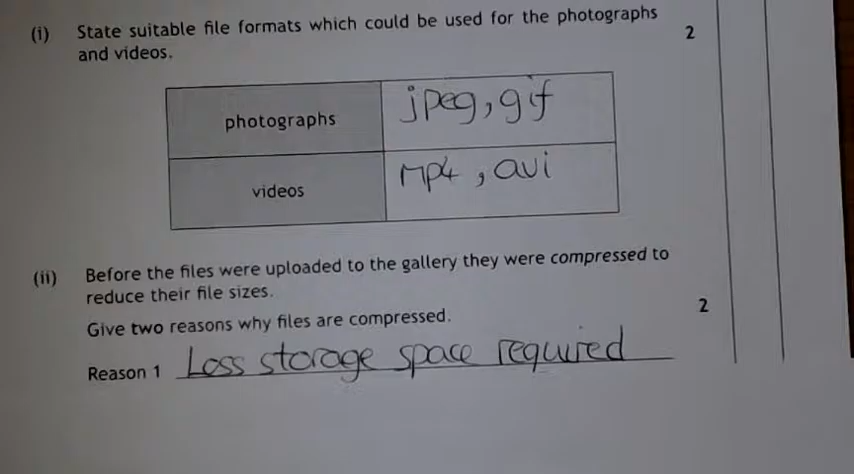 (i) State suitable file formats which could be used for the photographs
and videos.
2
photographs jpeg, gif
videos mp4, avi
(ii) Before the files were uploaded to the gallery they were compressed to
reduce their file sizes.
Give two reasons why files are compressed.
2
Reason 1 Less storage space required